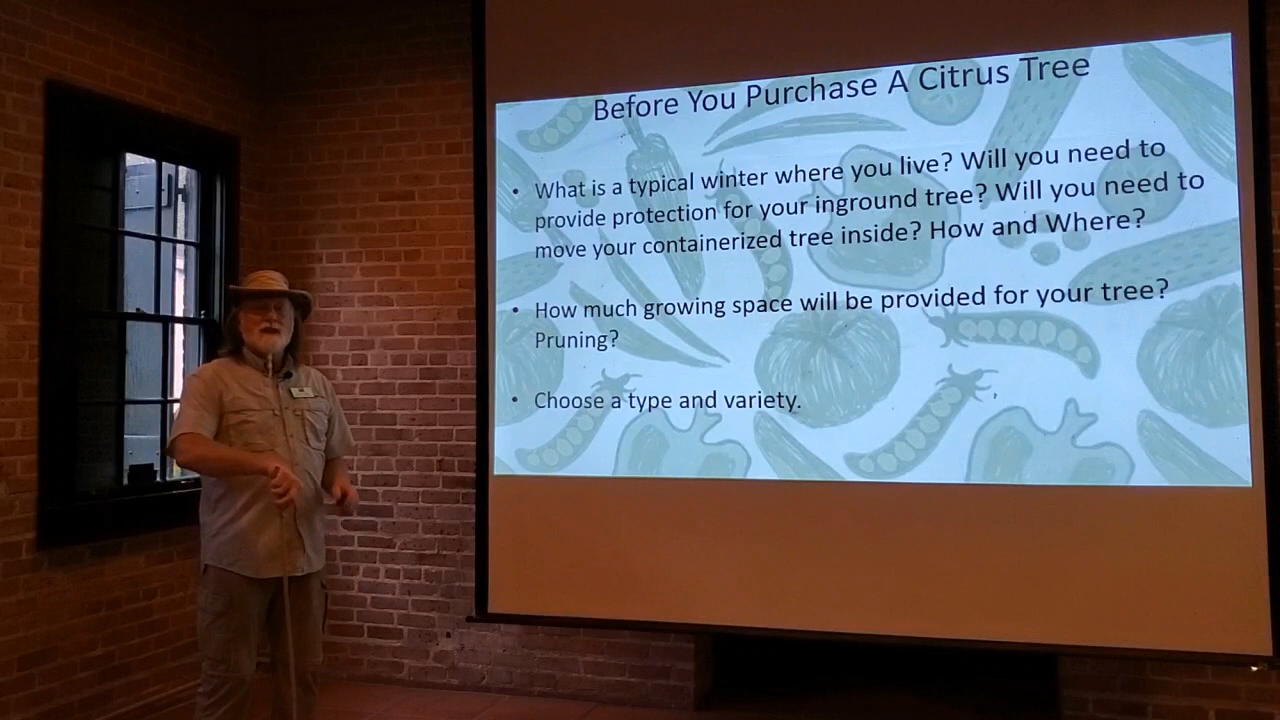 Before You Purchase A Citrus Tree
• What is a typical winter where you live? Will you need to
provide protection for your inground tree? Will you need to
move your containerized tree inside? How and Where?
• How much growing space will be provided for your tree?
Pruning?
• Choose a type and variety.